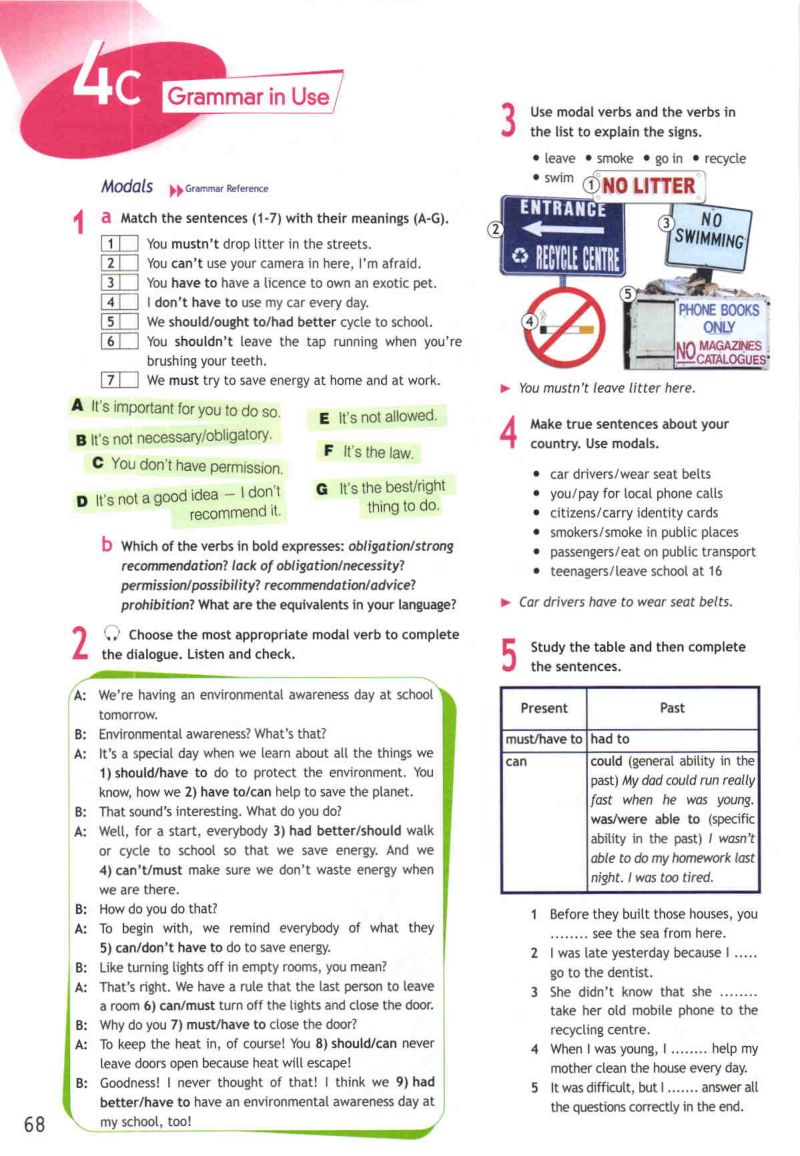 4c Grammar in Use
Modals Grammar Reference
1 a Match the sentences (1-7) with their meanings (A-G).
1 You mustn't drop litter in the streets.
2 You can't use your camera in here, I'm afraid.
3 You have to have a licence to own an exotic pet.
4 I don't have to use my car every day.
5 We should/ought to/had better cycle to school.
6 You shouldn't leave the tap running when you're
brushing your teeth.
7 We must try to save energy at home and at work.
A It's important for you to do so.
B It's not necessary/obligatory.
C You don't have permission.
D It's not a good idea – I don't
recommend it.
E It's not allowed.
F It's the law.
G It's the best/right
thing to do.
b Which of the verbs in bold expresses: obligation/strong
recommendation? lack of obligation/necessity?
permission/possibility? recommendation/advice?
prohibition? What are the equivalents in your language?
2 Choose the most appropriate modal verb to complete
the dialogue. Listen and check.
A: We're having an environmental awareness day at school
tomorrow.
B: Environmental awareness? What's that?
A: It's a special day when we learn about all the things we
1) should/have to do to protect the environment. You
know, how we 2) have to/can help to save the planet.
B: That sound's interesting. What do you do?
A: Well, for a start, everybody 3) had better/should walk
or cycle to school so that we save energy. And we
4) can't/must make sure we don't waste energy when
we are there.
B: How do you do that?
A: To begin with, we remind everybody of what they
5) can/don't have to do to save energy.
B: Like turning lights off in empty rooms, you mean?
A: That's right. We have a rule that the last person to leave
a room 6) can/must turn off the lights and close the door.
B: Why do you 7) must/have to close the door?
A: To keep the heat in, of course! You 8) should/can never
leave doors open because heat will escape!
B: Goodness! I never thought of that! I think we 9) had
better/have to have an environmental awareness day at
my school, too!
68
3 Use modal verbs and the verbs in
the list to explain the signs.
• leave • smoke • go in • recycle
• swim
1 NO LITTER
2 ENTRANCE
RECYCLE CENTRE
3 NO
SWIMMING
4
5 PHONE BOOKS
ONLY
NO MAGAZINES
CATALOGUES
You mustn't leave litter here.
4 Make true sentences about your
country. Use modals.
• car drivers/wear seat belts
• you/pay for local phone calls
• citizens/carry identity cards
• smokers/smoke in public places
• passengers/eat on public transport
• teenagers/leave school at 16
Car drivers have to wear seat belts.
5 Study the table and then complete
the sentences.
Present Past
must/have to had to
can could (general ability in the
past) My dad could run really
fast when he was young.
was/were able to (specific
ability in the past) I wasn't
able to do my homework last
night. I was too tired.
1 Before they built those houses, you
........ see the sea from here.
2 I was late yesterday because I .....
go to the dentist.
3 She didn't know that she ........
take her old mobile phone to the
recycling centre.
4 When I was young, I ........ help my
mother clean the house every day.
5 It was difficult, but I ....... answer all
the questions correctly in the end.